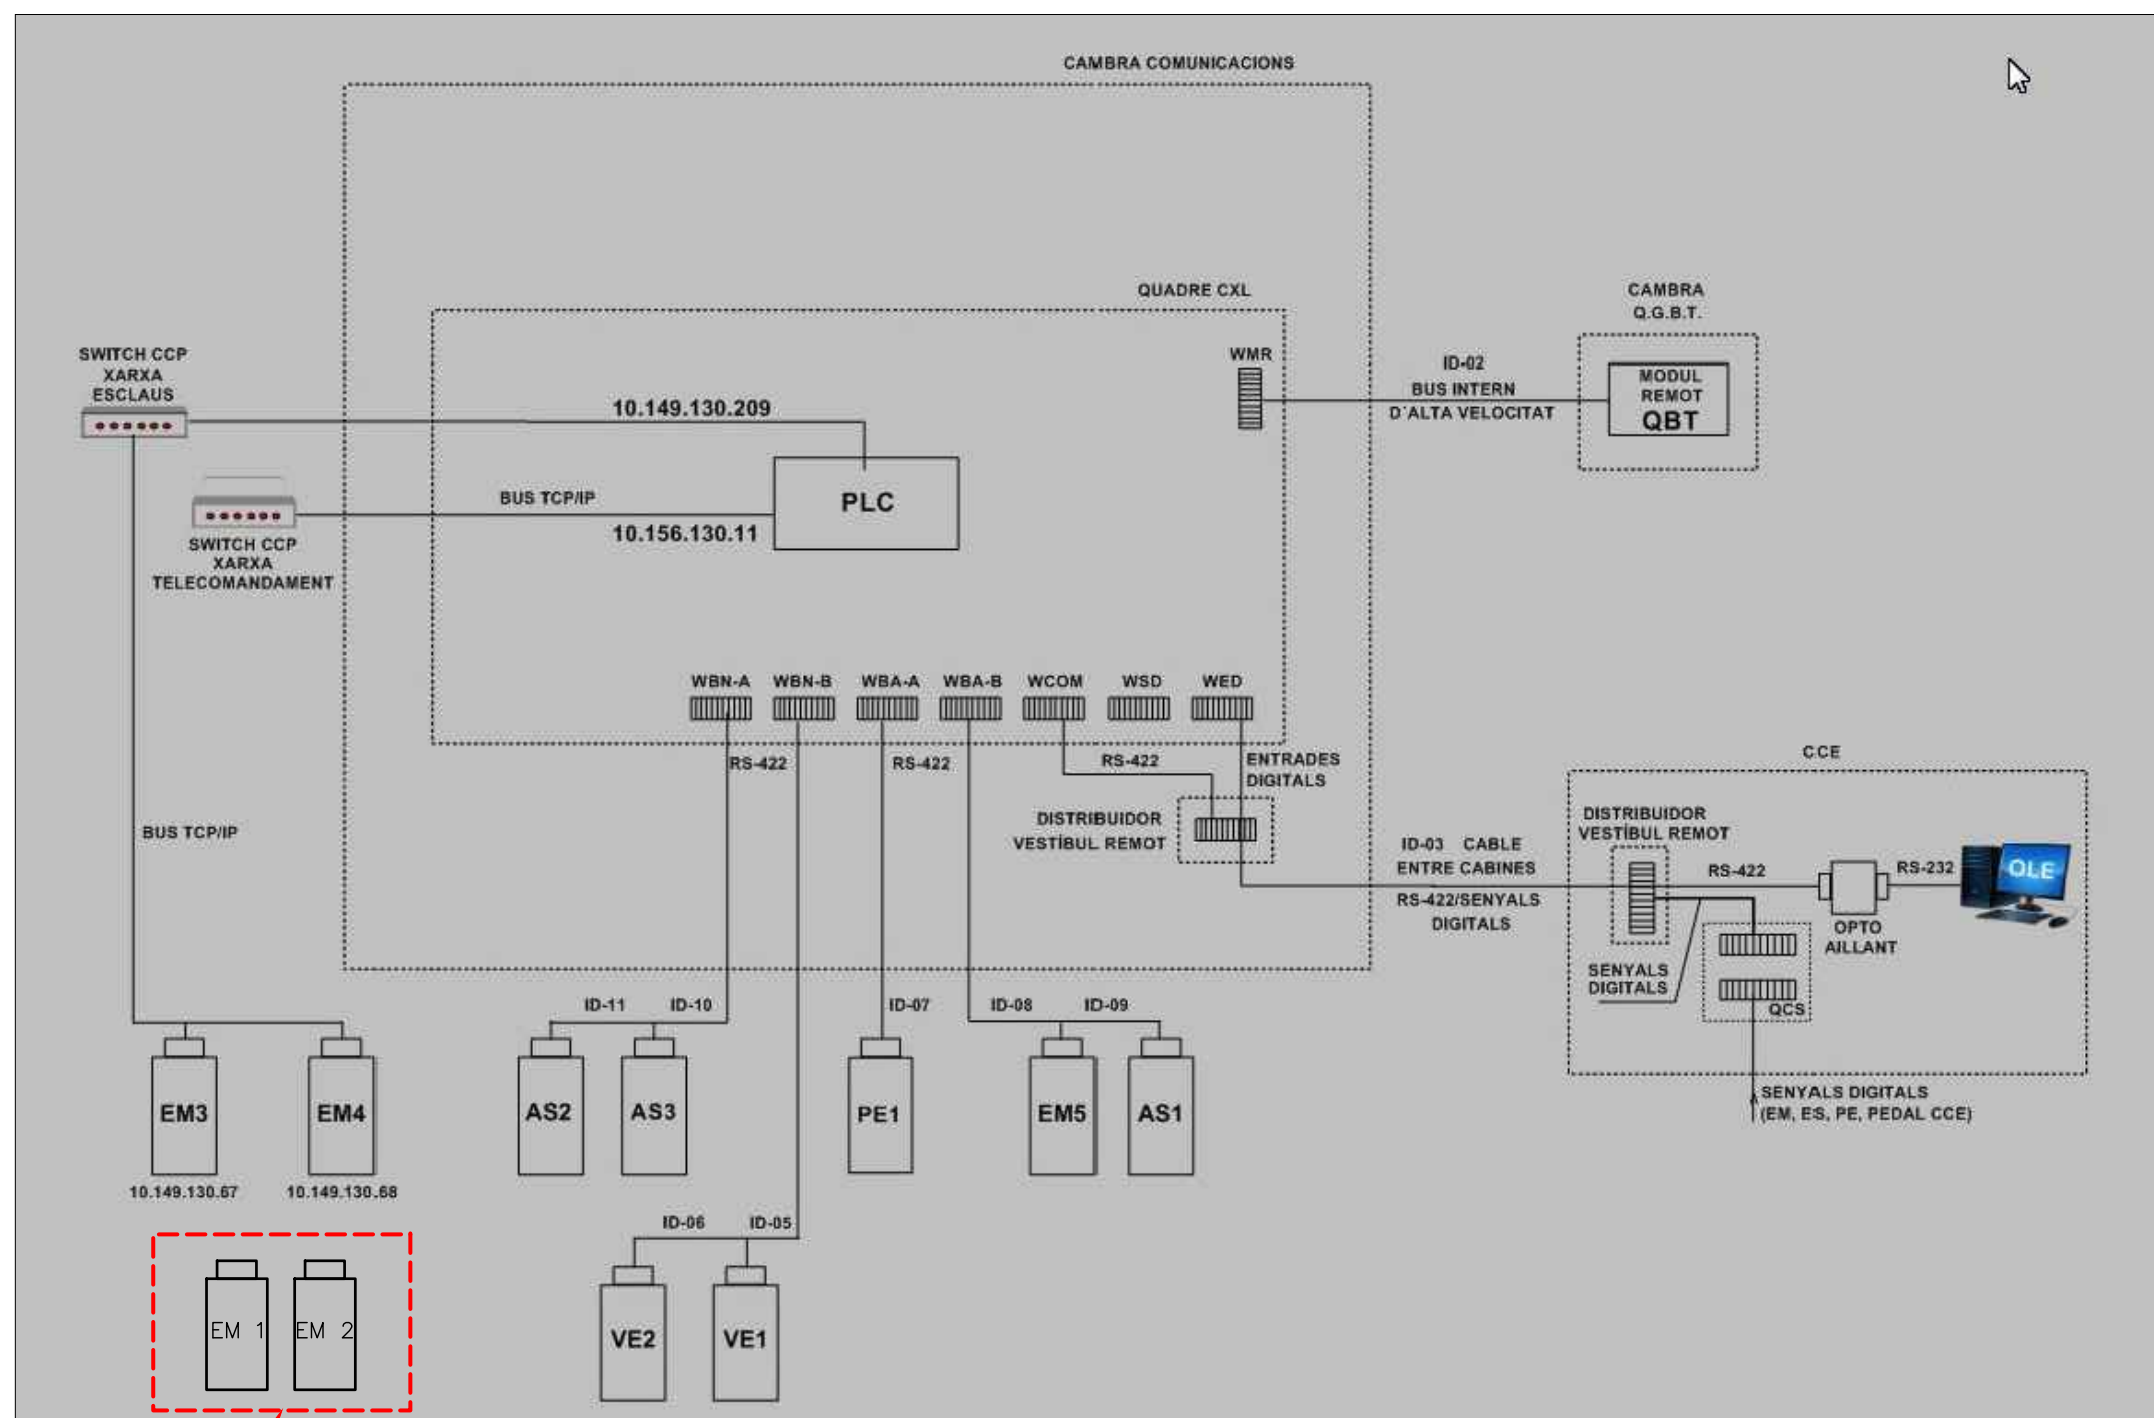 CAMBRA COMUNICACIONS
QUADRE CXL
CAMBRA
Q.G.B.T.
SWITCH CCP
XARXA
ESCLAUS
WMR
ID-02
BUS INTERN
D'ALTA VELOCITAT
MODUL
REMOT
QBT
10.149.130.209
BUS TCP/IP
10.156.130.11
PLC
SWITCH CCP
XARXA
TELECOMANDAMENT
WBN-A
WBN-B
WBA-A
WBA-B
WCOM
WSD
WED
RS-422
RS-422
RS-422
ENTRADES
DIGITALS
CCE
DISTRIBUIDOR
VESTÍBUL REMOT
BUS TCP/IP
DISTRIBUIDOR
VESTÍBUL REMOT
ID-03 CABLE
ENTRE CABINES
RS-422/SENYALS
DIGITALS
RS-422
RS-232
OLE
OPTO
AILLANT
SENYALS
DIGITALS
QCS
ID-11
ID-10
ID-07
ID-08
ID-09
EM3
EM4
AS2
AS3
PE1
EM5
AS1
SENYALS DIGITALS
(EM, ES, PE, PEDAL CCE)
10.149.130.67
10.149.130.68
ID-06
ID-05
EM 1
EM 2
VE2
VE1